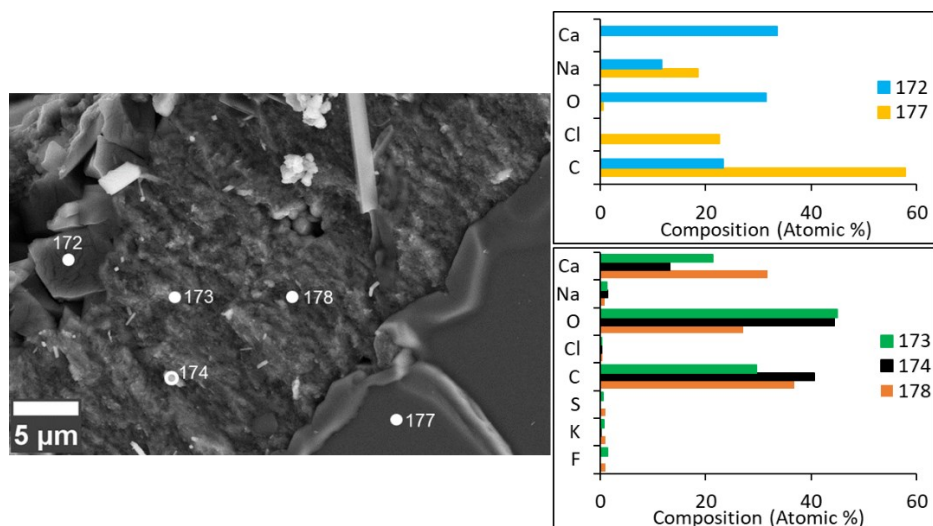 172
173
178
174
177
5 µm
Ca
Na
O
Cl
C
172
177
0
20
40
60
Composition (Atomic %)
Ca
Na
O
Cl
C
S
K
F
173
174
178
0
20
40
60
Composition (Atomic %)